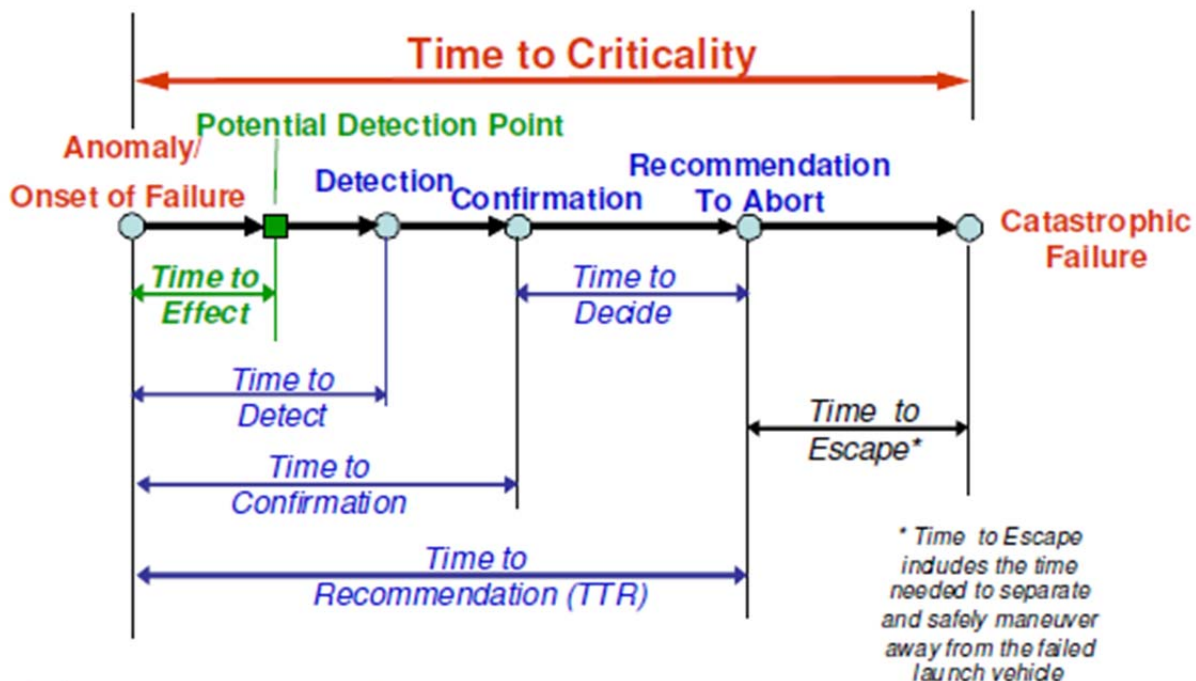 Time to Criticality
Potential Detection Point
Anomaly/
Onset of Failure
Detection
Confirmation
Recommendation
To Abort
Catastrophic
Failure
Time to
Effect
Time to
Decide
Time to
Detect
Time to
Escape*
Time to
Confirmation
Time to
Recommendation (TTR)
* Time to Escape
includes the time
needed to separate
and safely maneuver
away from the failed
launch vehicle